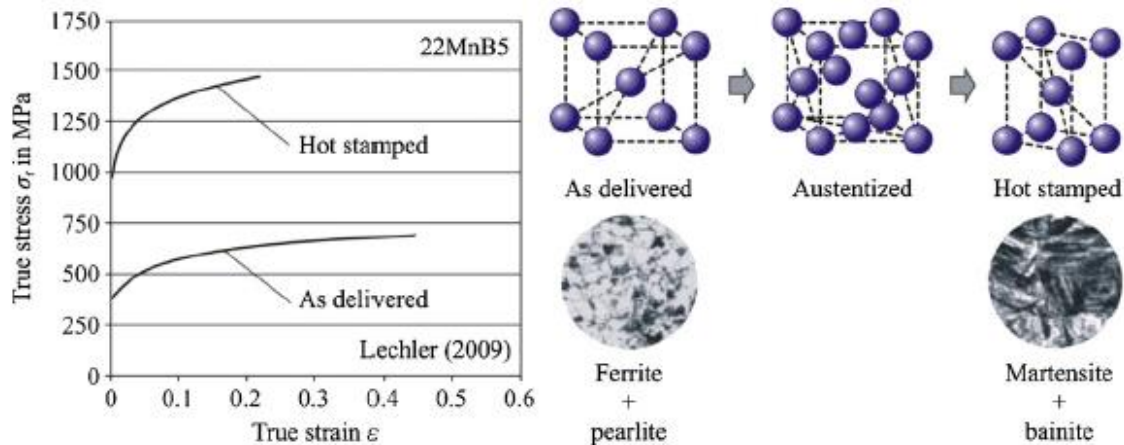 1750
1500
1250
1000
750
500
250
0
True stress σt in MPa
22MnB5
Hot stamped
As delivered
Lechler (2009)
0 0.1 0.2 0.3 0.4 0.5 0.6
True strain ε
As delivered
Austentized
Hot stamped
Ferrite
+
pearlite
Martensite
+
bainite